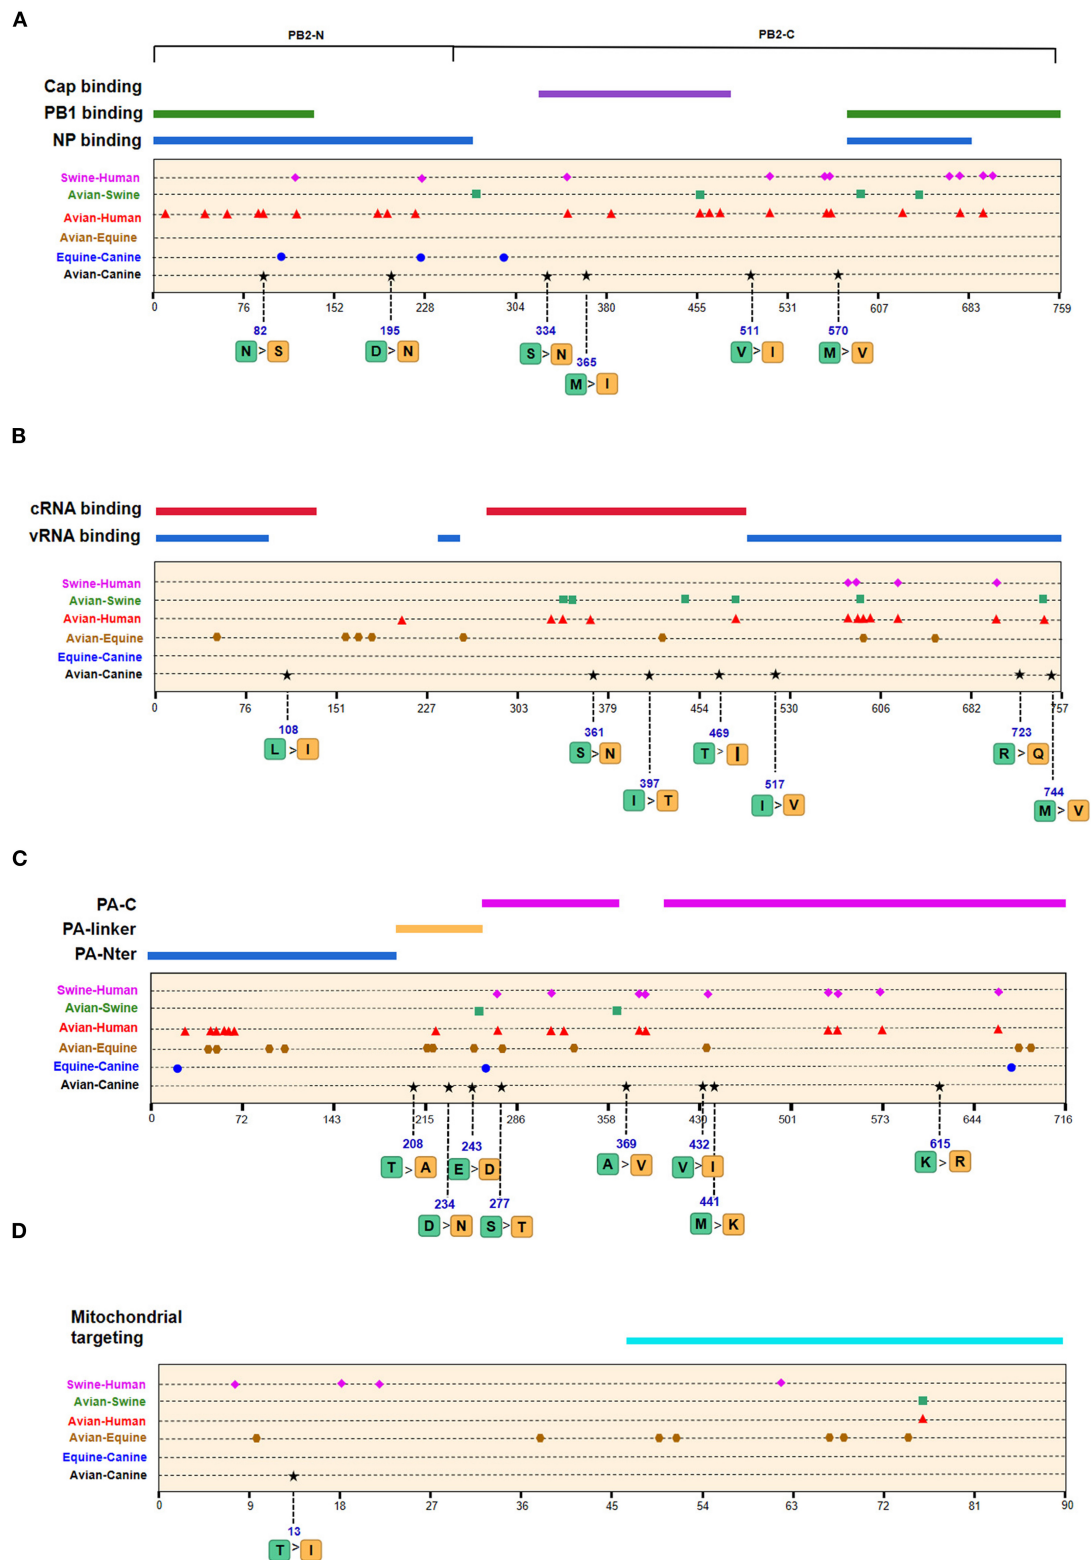 A
PB2-N PB2-C
Cap binding
PB1 binding
NP binding
Swine-Human
Avian-Swine
Avian-Human
Avian-Equine
Equine-Canine
Avian-Canine
0 76 152 228 304 380 455 531 607 683 759
82 195 334 511 570
N > S D > N S > N 365 V > I M > V
M > I
B
cRNA binding
vRNA binding
Swine-Human
Avian-Swine
Avian-Human
Avian-Equine
Equine-Canine
Avian-Canine
0 76 151 227 303 379 454 530 606 682 757
108 361 469 723
L > I S > N T > I R > Q
397 517 744
I > T I > V M > V
C
PA-C
PA-linker
PA-Nter
Swine-Human
Avian-Swine
Avian-Human
Avian-Equine
Equine-Canine
Avian-Canine
0 72 143 215 286 358 430 501 573 644 716
208 243 369 432 615
T > A E > D A > V V > I K > R
234 277 441
D > N S > T M > K
D
Mitochondrial
targeting
Swine-Human
Avian-Swine
Avian-Human
Avian-Equine
Equine-Canine
Avian-Canine
0 9 18 27 36 45 54 63 72 81 90
13
T > I